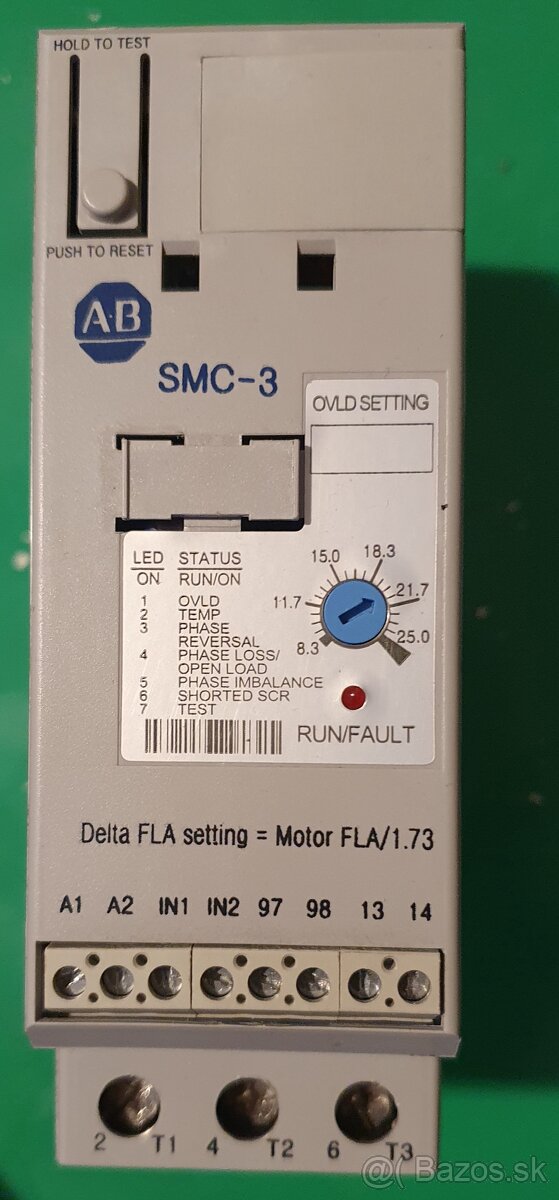 HOLD TO TEST
PUSH TO RESET
A-B
SMC-3
OVLD SETTING
LED STATUS
ON RUN/ON
1 OVLD
2 TEMP
3 PHASE
REVERSAL
4 PHASE LOSS/
OPEN LOAD
5 PHASE IMBALANCE
6 SHORTED SCR
7 TEST
15.0 18.3
11.7 21.7
8.3 25.0
RUN/FAULT
Delta FLA setting = Motor FLA/1.73
A1 A2 IN1 IN2 97 98 13 14
2 T1 4 T2 6 T3
@( Bazos.sk